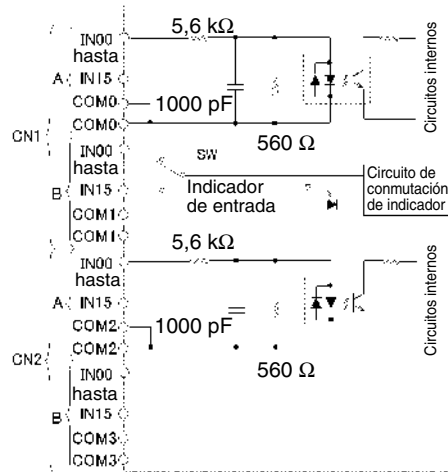 IN00
hasta
A
IN15
COM0
COM0
CN1
IN00
hasta
B
IN15
COM1
COM1
5,6 kΩ
1000 pF
560 Ω
Circuitos internos
SW
Indicador
de entrada
Circuito de
conmutación
de indicador
IN00
hasta
A
IN15
COM2
COM2
CN2
IN00
hasta
B
IN15
COM3
COM3
5,6 kΩ
1000 pF
560 Ω
Circuitos internos